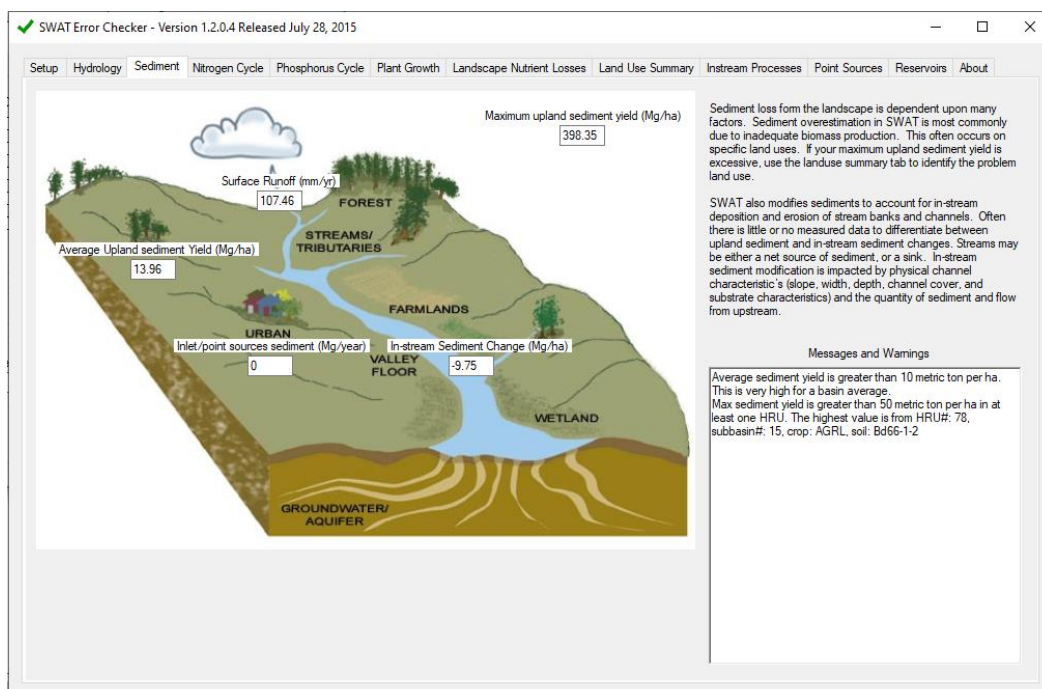 SWAT Error Checker - Version 1.2.0.4 Released July 28, 2015
Setup Hydrology Sediment Nitrogen Cycle Phosphorus Cycle Plant Growth Landscape Nutrient Losses Land Use Summary Instream Processes Point Sources Reservoirs About
Maximum upland sediment yield (Mg/ha)
398.35
Surface Runoff (mm/yr)
107.46
FOREST
STREAMS/
TRIBUTARIES
Average Upland sediment Yield (Mg/ha)
13.96
FARMLANDS
URBAN
Inlet/point sources sediment (Mg/year)
0
In-stream Sediment Change (Mg/ha)
-9.75
VALLEY
FLOOR
WETLAND
GROUNDWATER/
AQUIFER
Sediment loss form the landscape is dependent upon many
factors. Sediment overestimation in SWAT is most commonly
due to inadequate biomass production. This often occurs on
specific land uses. If your maximum upland sediment yield is
excessive, use the landuse summary tab to identify the problem
land use.
SWAT also modifies sediments to account for in-stream
deposition and erosion of stream banks and channels. Often
there is little or no measured data to differentiate between
upland sediment and in-stream sediment changes. Streams may
be either a net source of sediment, or a sink. In-stream
sediment modification is impacted by physical channel
characteristic's (slope, width, depth, channel cover, and
substrate characteristics) and the quantity of sediment and flow
from upstream.
Messages and Warnings
Average sediment yield is greater than 10 metric ton per ha.
This is very high for a basin average.
Max sediment yield is greater than 50 metric ton per ha in at
least one HRU. The highest value is from HRU#: 78,
subbasin#: 15, crop: AGRL, soil: Bd66-1-2